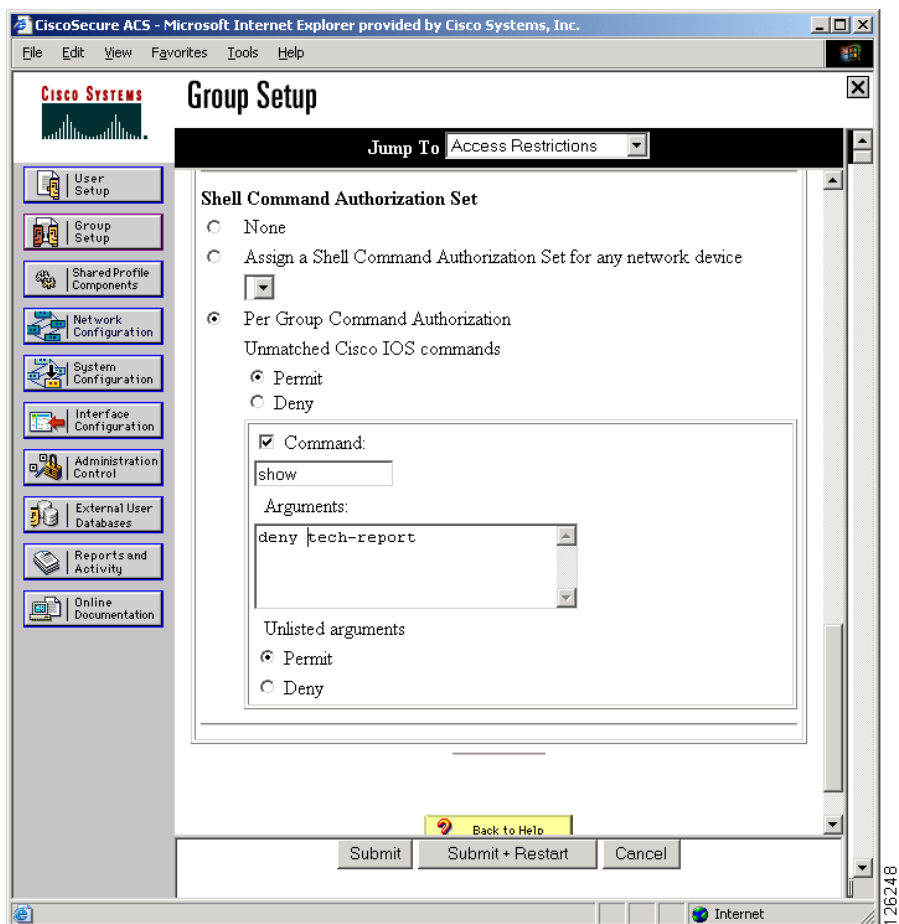 CiscoSecure ACS - Microsoft Internet Explorer provided by Cisco Systems, Inc.
File Edit View Favorites Tools Help
CISCO SYSTEMS
Group Setup
Jump To Access Restrictions
User Setup
Group Setup
Shared Profile Components
Network Configuration
System Configuration
Interface Configuration
Administration Control
External User Databases
Reports and Activity
Online Documentation
Shell Command Authorization Set
None
Assign a Shell Command Authorization Set for any network device
Per Group Command Authorization
Unmatched Cisco IOS commands
Permit
Deny
Command:
show
Arguments:
deny tech-report
Unlisted arguments
Permit
Deny
Back to Help
Submit Submit + Restart Cancel
Internet
126248